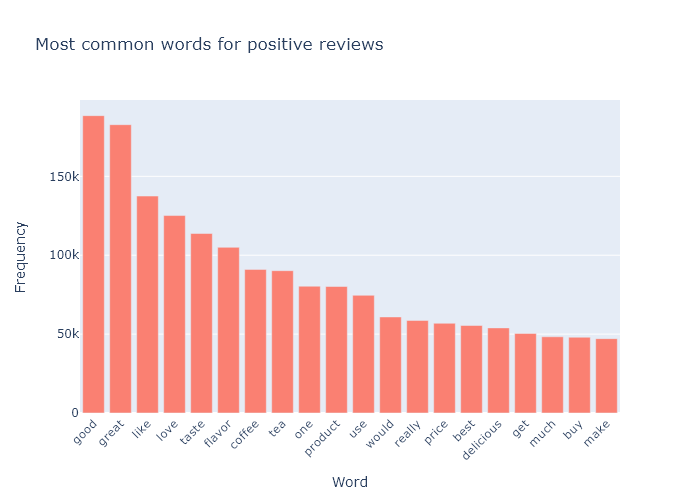 Most common words for positive reviews
Frequency
150k
100k
50k
0
good
great
like
love
taste
flavor
coffee
tea
one
product
use
would
really
price
best
delicious
get
much
buy
make
Word